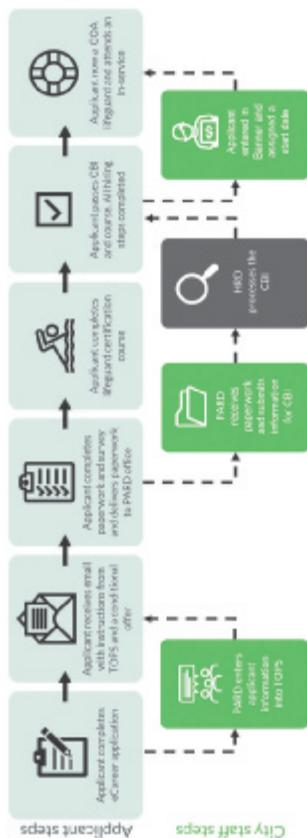 Applicant steps
Applicant completes
eCareer application
Applicant receives email
with instructions from
TOPS and a conditional
offer
Applicant completes
paperwork and survey
and delivers paperwork
to PARD office
Applicant completes
lifeguard certification
course
Applicant passes CBI
and course. All hiring
steps completed
Applicant now a COA
lifeguard and attends an
in-service
City staff steps
PARD enters
applicant
information
into TOPS
PARD
receives
paperwork
and submits
information
for CBI
HRD
processes the
CBI
Applicant
entered in
Banner and
assigned a
start date